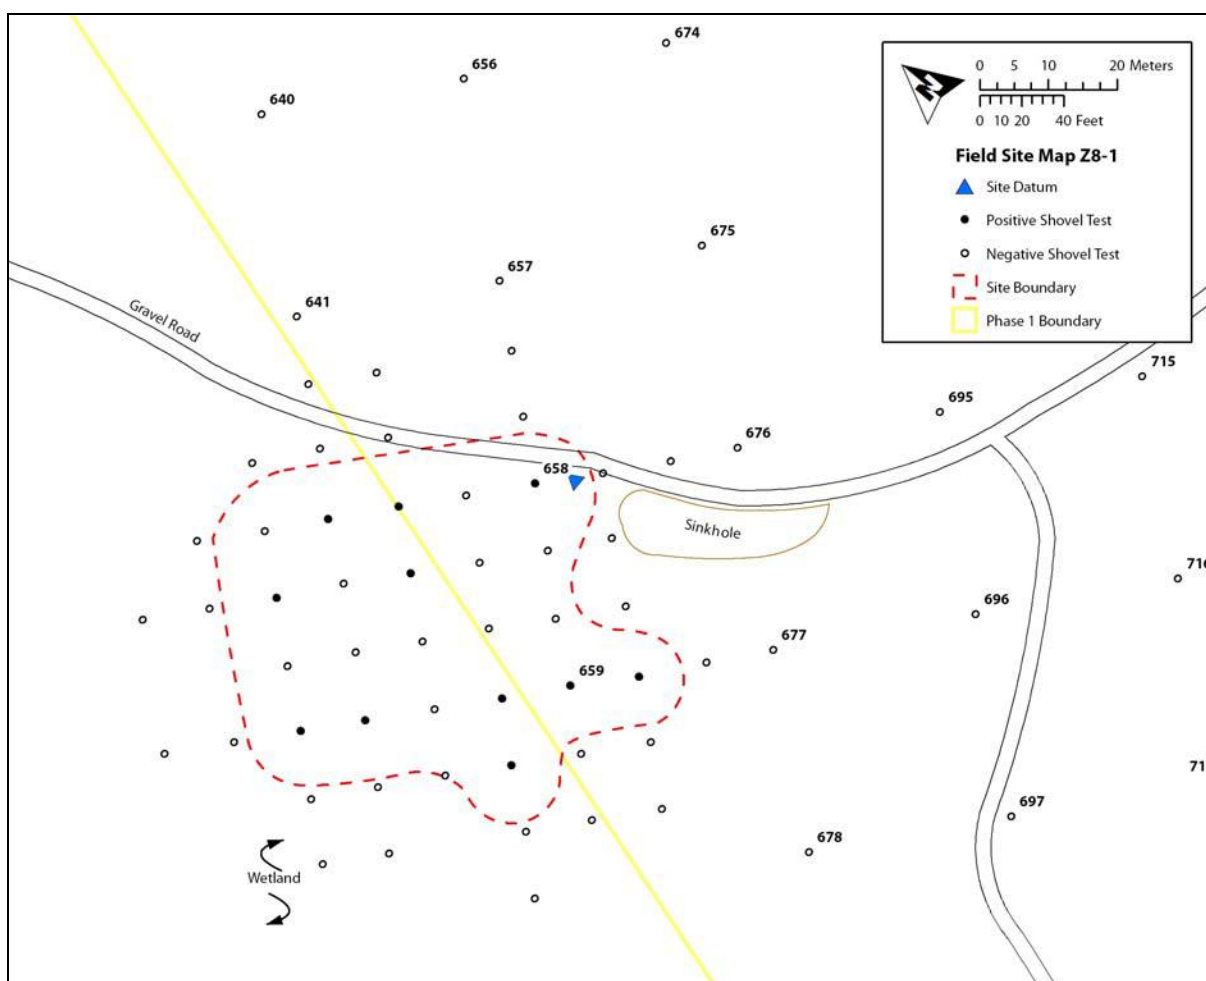 674
656
640
0 5 10 20 Meters
0 10 20 40 Feet
N
Field Site Map Z8-1
Site Datum
Positive Shovel Test
Negative Shovel Test
Site Boundary
Phase 1 Boundary
675
657
641
Gravel Road
715
695
676
658
Sinkhole
716
696
677
659
71
697
678
Wetland